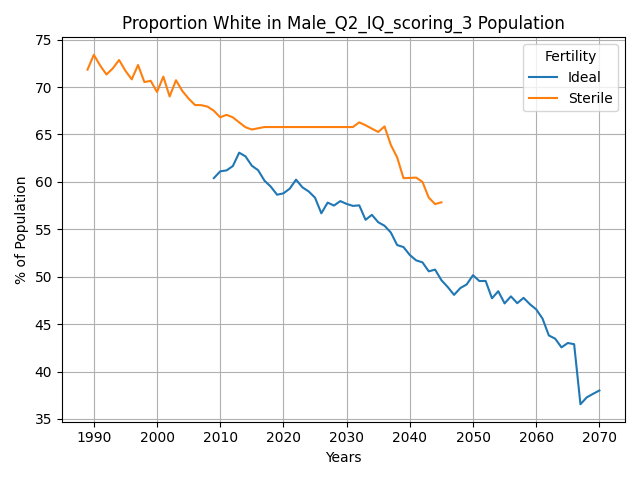 Proportion White in Male_Q2_IQ_scoring_3 Population
75
70
65
60
55
50
45
40
35
% of Population
Fertility
Ideal
Sterile
1990 2000 2010 2020 2030 2040 2050 2060 2070
Years